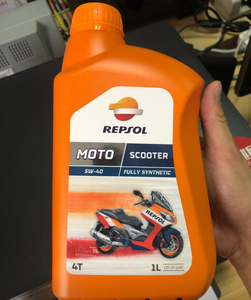 REPSOL
MOTO SCOOTER
5W-40 FULLY SYNTHETIC
REPSOL
4T 1L